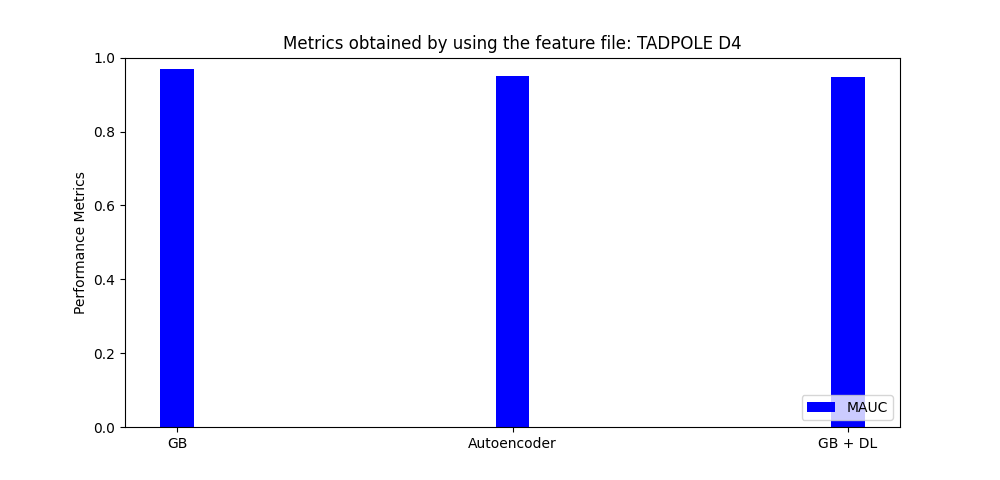 Metrics obtained by using the feature file: TADPOLE D4
Performance Metrics
1.0
0.8
0.6
0.4
0.2
0.0
MAUC
GB
Autoencoder
GB + DL